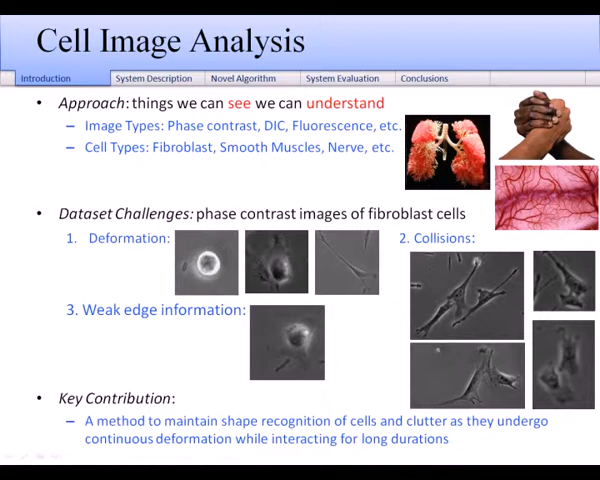 Cell Image Analysis
Introduction System Description Novel Algorithm System Evaluation Conclusions
• Approach: things we can see we can understand
– Image Types: Phase contrast, DIC, Fluorescence, etc.
– Cell Types: Fibroblast, Smooth Muscles, Nerve, etc.
• Dataset Challenges: phase contrast images of fibroblast cells
1. Deformation:
2. Collisions:
3. Weak edge information:
• Key Contribution:
– A method to maintain shape recognition of cells and clutter as they undergo
continuous deformation while interacting for long durations